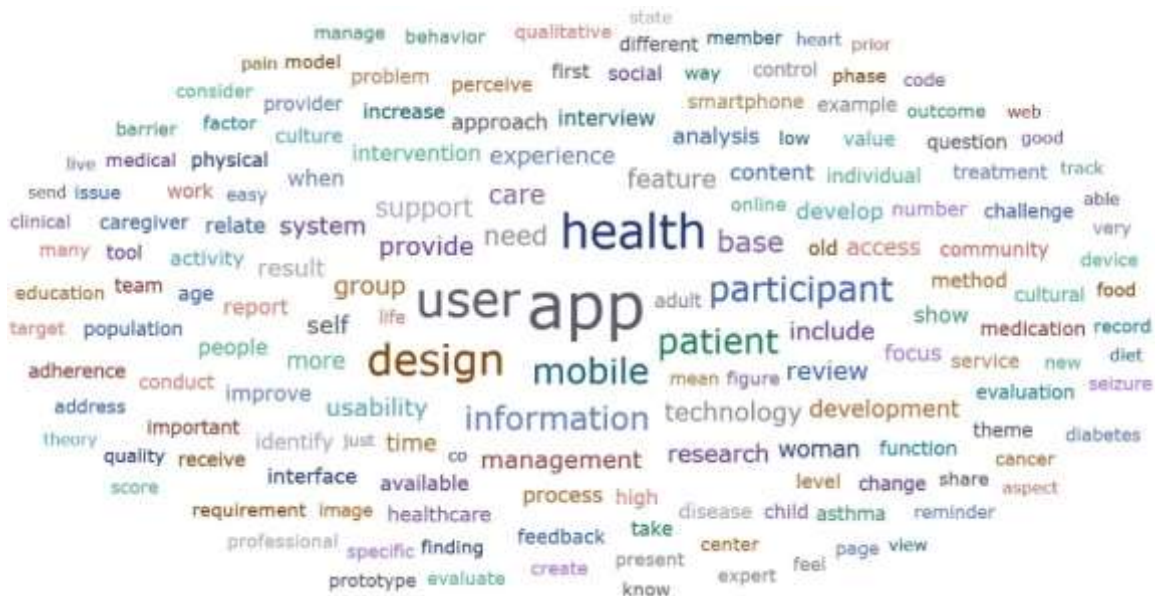 state
manage behavior qualitative different member heart prior
pain model problem perceive first social way control phase code
consider provider increase approach interview smartphone example outcome web
barrier factor culture intervention experience analysis low value question good
live medical physical when feature content individual treatment track
send issue work easy support care online develop number challenge able
clinical caregiver relate system provide need health base old access community very
many tool activity result device
education team age report group user app adult participant method cultural food
target population self life patient include show medication record
people more design mobile focus service new diet
adherence conduct improve mean figure review evaluation seizure
address usability information technology development
important theme
theory identify just time co management research woman function diabetes
quality receive cancer
score interface available process high level change share aspect
requirement image healthcare disease child asthma reminder
professional specific finding feedback take center page view
prototype evaluate create present expert feel
know